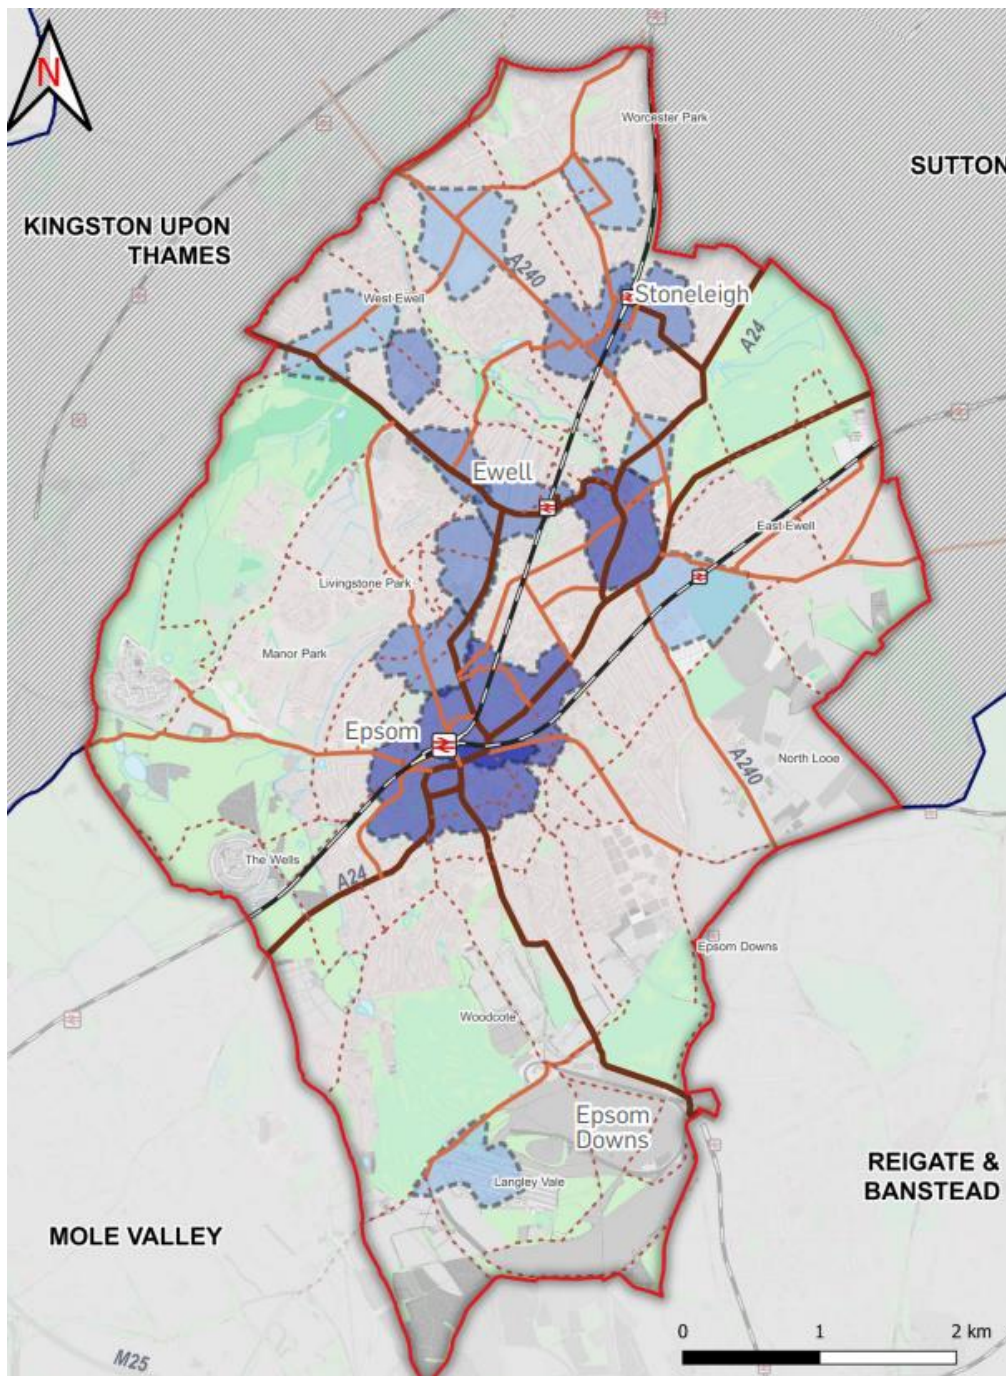 N
Worcester Park
SUTTON
KINGSTON UPON
THAMES
A240
Stoneleigh
West Ewell
A24
Ewell
East Ewell
Livingstone Park
Manor Park
Epsom
A240
North Looe
The Wells
A24
Epsom Downs
Woodcote
Epsom
Downs
REIGATE &
BANSTEAD
Langley Vale
MOLE VALLEY
0 1 2 km
M25